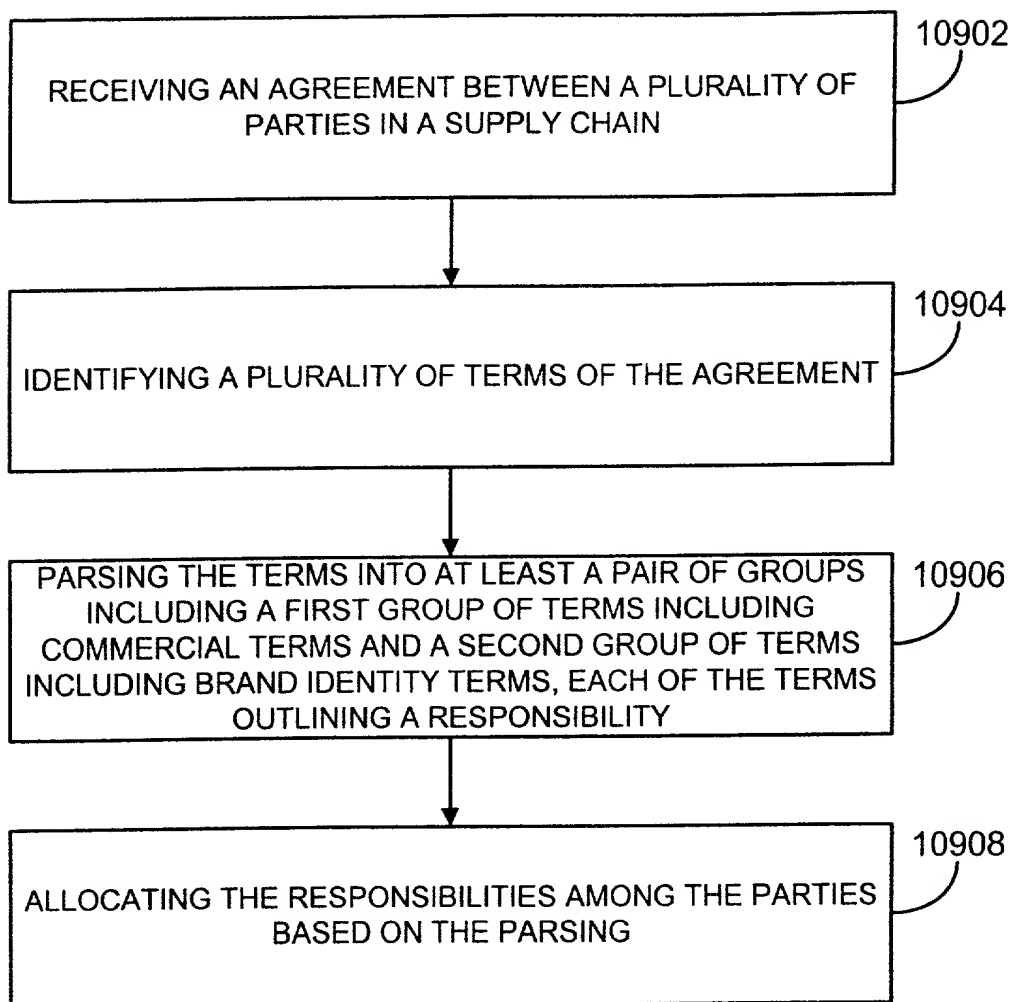 10902
RECEIVING AN AGREEMENT BETWEEN A PLURALITY OF
PARTIES IN A SUPPLY CHAIN
10904
IDENTIFYING A PLURALITY OF TERMS OF THE AGREEMENT
10906
PARSING THE TERMS INTO AT LEAST A PAIR OF GROUPS
INCLUDING A FIRST GROUP OF TERMS INCLUDING
COMMERCIAL TERMS AND A SECOND GROUP OF TERMS
INCLUDING BRAND IDENTITY TERMS, EACH OF THE TERMS
OUTLINING A RESPONSIBILITY
10908
ALLOCATING THE RESPONSIBILITIES AMONG THE PARTIES
BASED ON THE PARSING